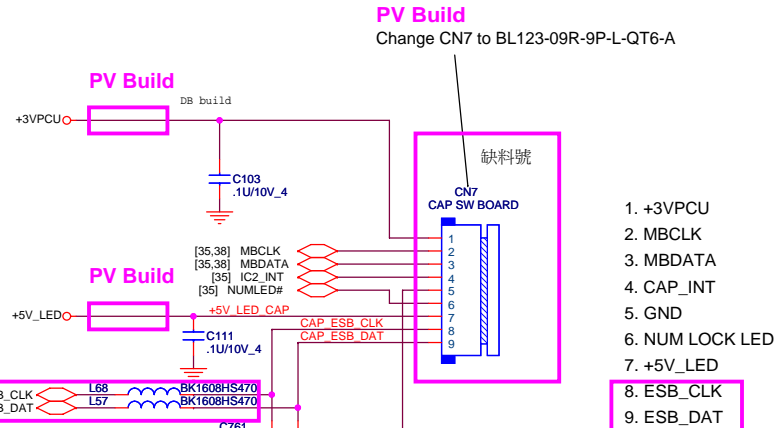 PV Build
Change CN7 to BL123-09R-9P-L-QT6-A
PV Build
DB build
+3VPCU
缺料號
C103
.1U/10V_4
CN7
CAP SW BOARD
1. +3VPCU
2. MBCLK
3. MBDATA
4. CAP_INT
5. GND
6. NUM LOCK LED
7. +5V_LED
8. ESB_CLK
9. ESB_DAT
[35,38] MBCLK
[35,38] MBDATA
[35] IC2_INT
[35] NUMLED#
1
2
3
4
5
6
7
8
9
PV Build
+5V_LED
+5V_LED_CAP
CAP_ESB_CLK
CAP_ESB_DAT
C111
.1U/10V_4
B_CLK
L68
BK1608HS470
B_DAT
L57
BK1608HS470
C761